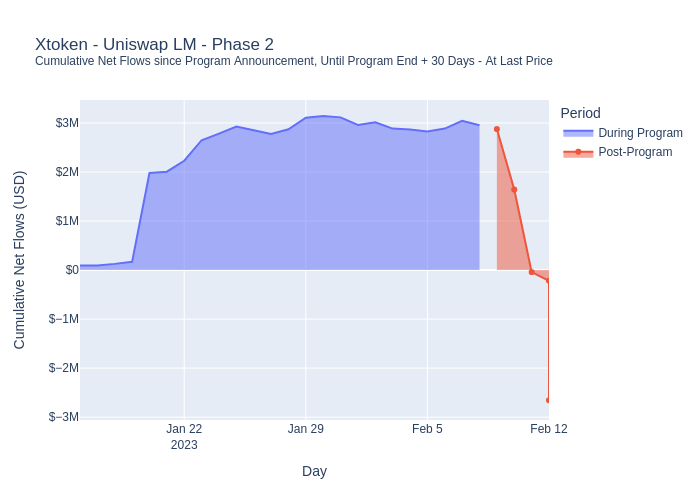 Xtoken - Uniswap LM - Phase 2
Cumulative Net Flows since Program Announcement, Until Program End + 30 Days - At Last Price
Period
During Program
Post-Program
Cumulative Net Flows (USD)
$3M
$2M
$1M
$0
$−1M
$−2M
$−3M
Jan 22
2023
Jan 29
Feb 5
Feb 12
Day